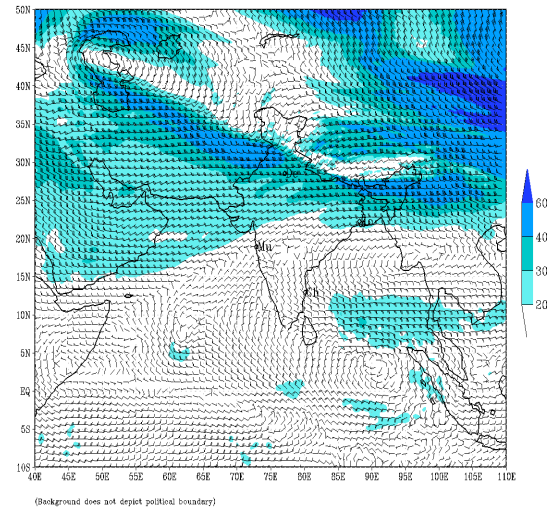 50N
45N
40N
35N
30N
25N
20N
15N
10N
5N
EQ
5S
10S
40E 45E 50E 55E 60E 65E 70E 75E 80E 85E 90E 95E 100E 105E 110E
60
40
30
20
Mu
Ch
(Background does not depict political boundary)